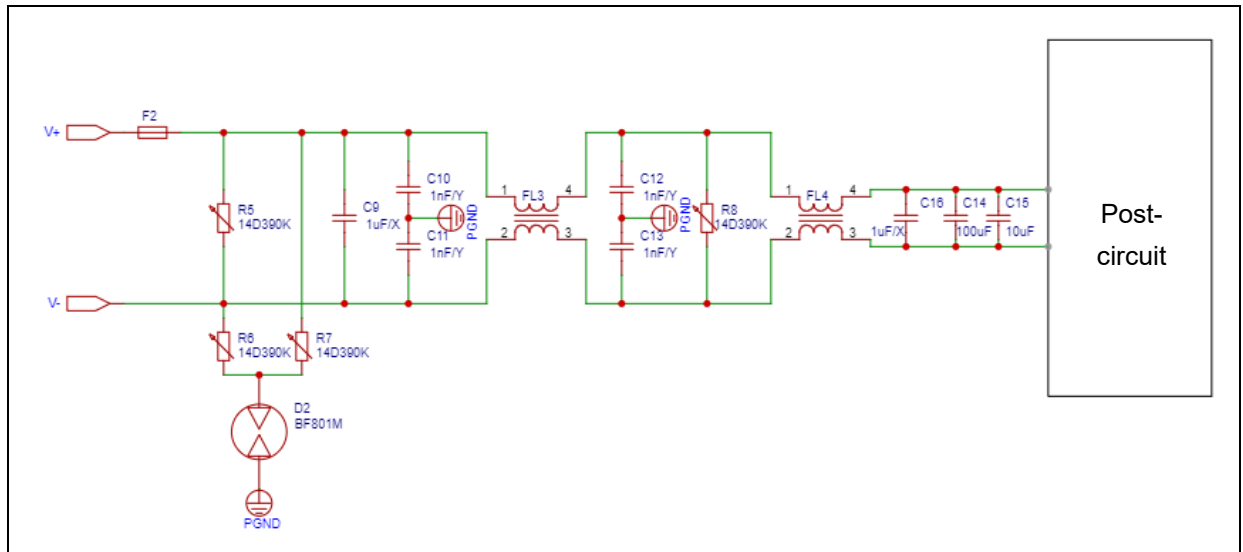 F2
V+
R5
14D390K
C9
1uF/X
C10
1nF/Y
C11
1nF/Y
PGND
1
FL3
4
2
3
C12
1nF/Y
C13
1nF/Y
PGND
R8
14D390K
1
FL4
4
2
3
C16
1uF/X
C14
100uF
C15
10uF
Post-
circuit
V-
R6
14D390K
R7
14D390K
D2
BF801M
PGND